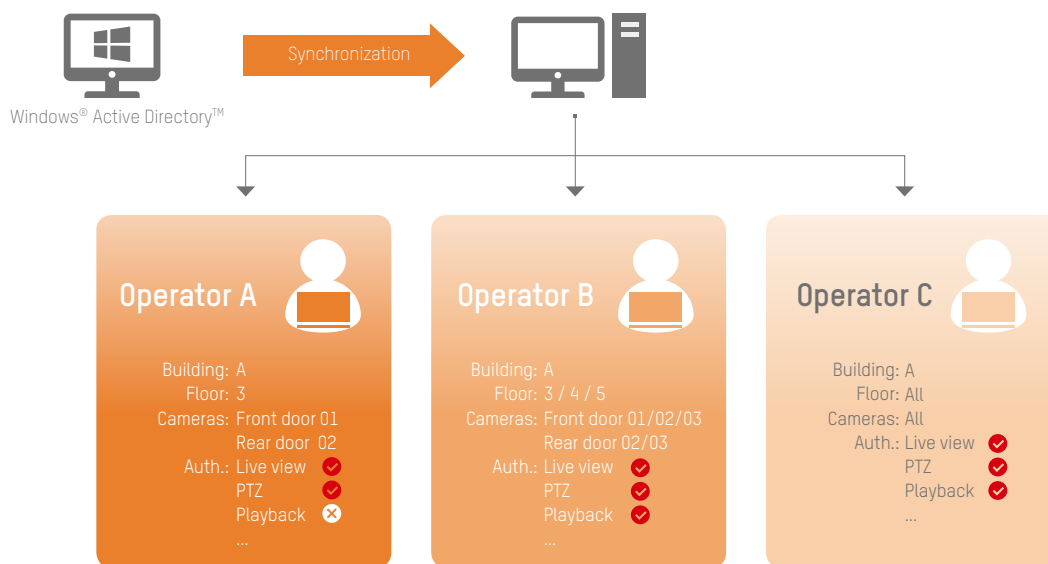 Synchronization
Windows® Active Directory™
Operator A
Building: A
Floor: 3
Cameras: Front door 01
Rear door 02
Auth.: Live view
PTZ
Playback
...
Operator B
Building: A
Floor: 3 / 4 / 5
Cameras: Front door 01/02/03
Rear door 02/03
Auth.: Live view
PTZ
Playback
...
Operator C
Building: A
Floor: All
Cameras: All
Auth.: Live view
PTZ
Playback
...